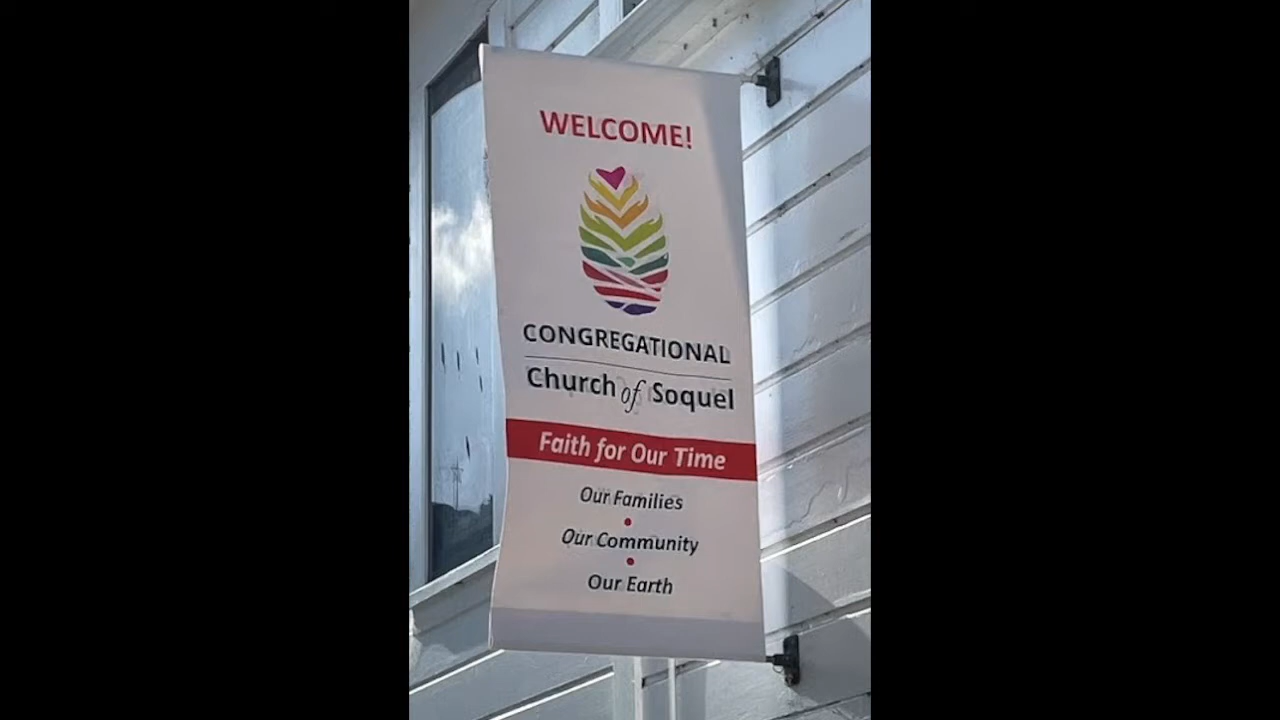 WELCOME!
CONGREGATIONAL
Church of Soquel
Faith for Our Time
Our Families
Our Community
Our Earth